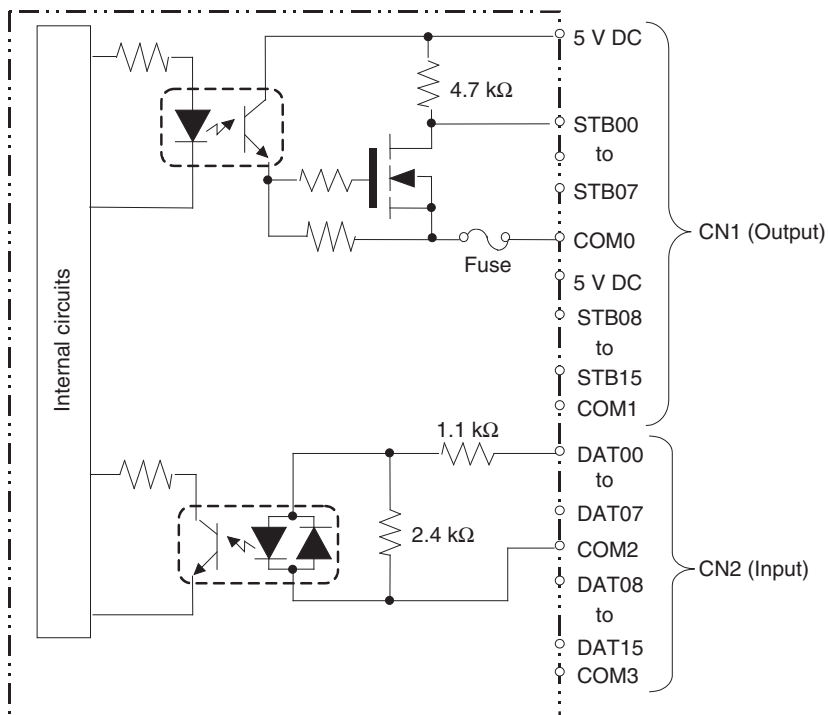 5 V DC
4.7 kΩ
STB00
to
STB07
COM0
Fuse
5 V DC
STB08
to
STB15
COM1
CN1 (Output)
Internal circuits
1.1 kΩ
DAT00
to
DAT07
2.4 kΩ
COM2
DAT08
to
DAT15
COM3
CN2 (Input)